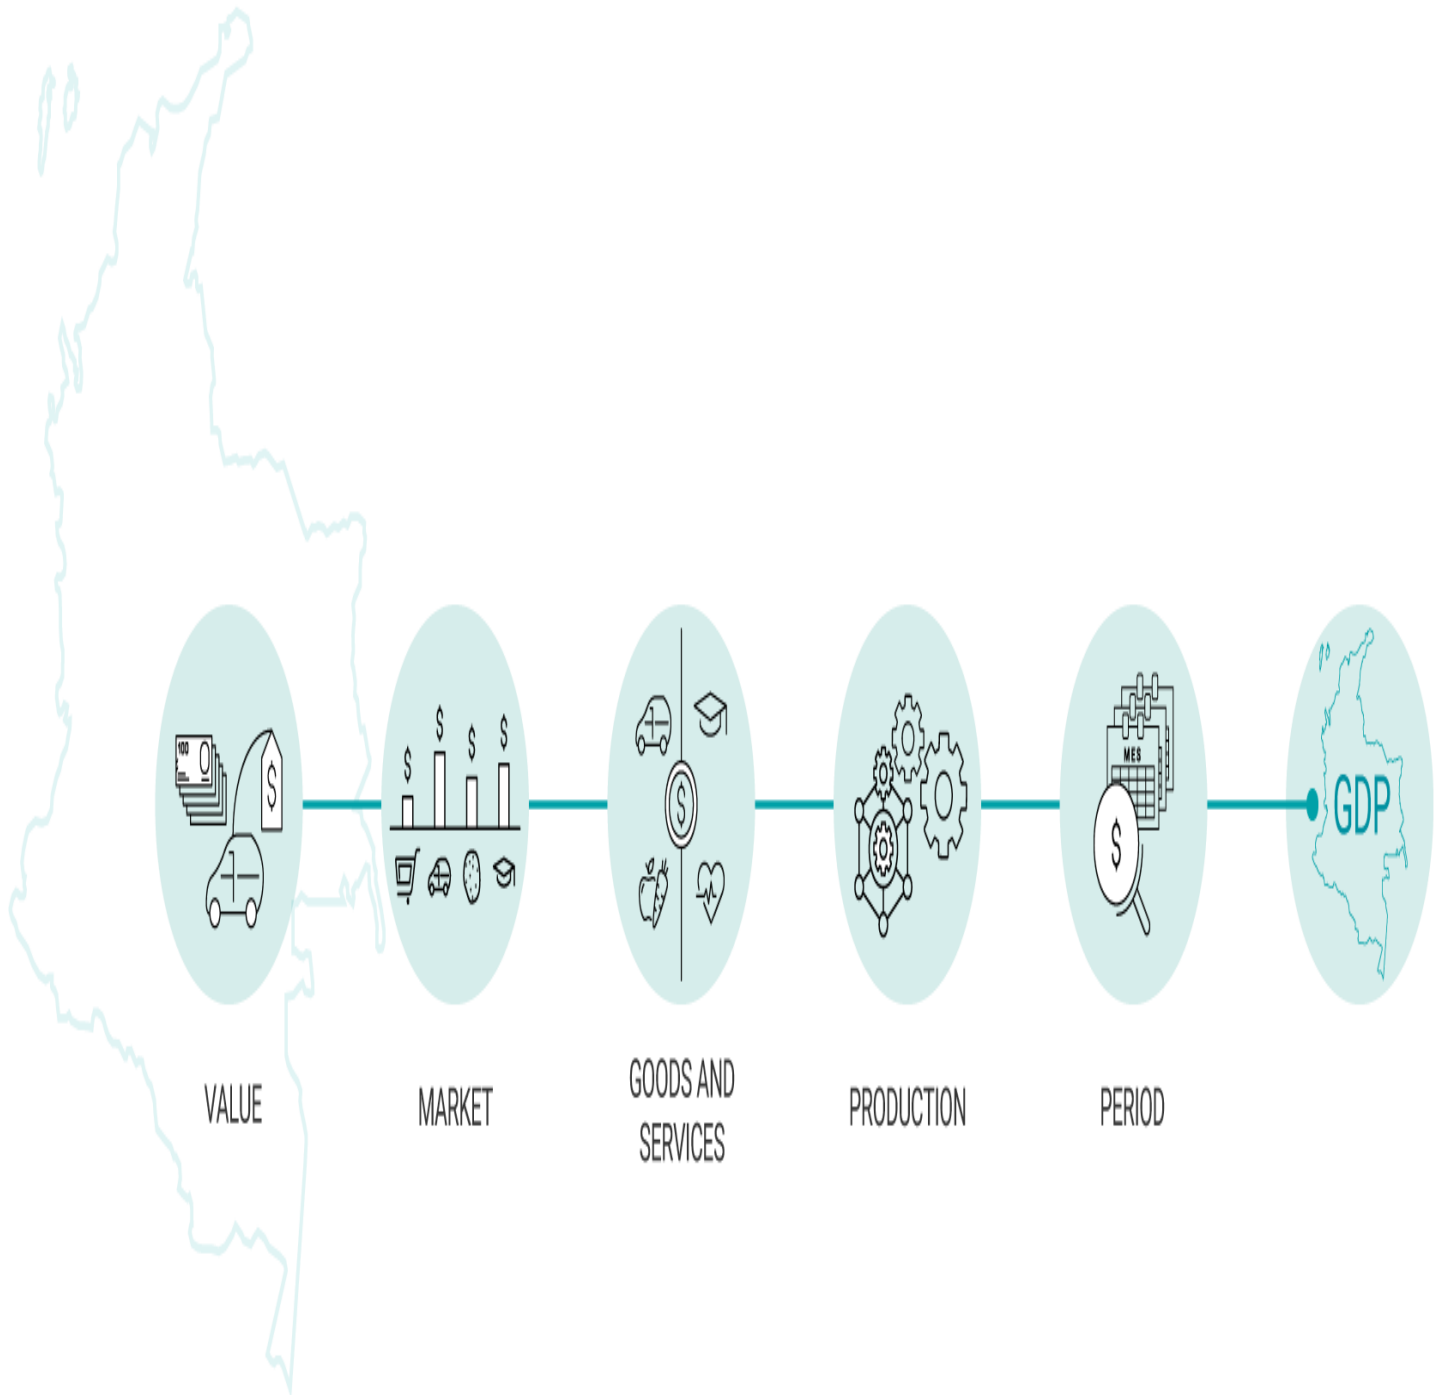 100
$
$
$
$
$
$
MES
$
GDP
VALUE
MARKET
GOODS AND
SERVICES
PRODUCTION
PERIOD